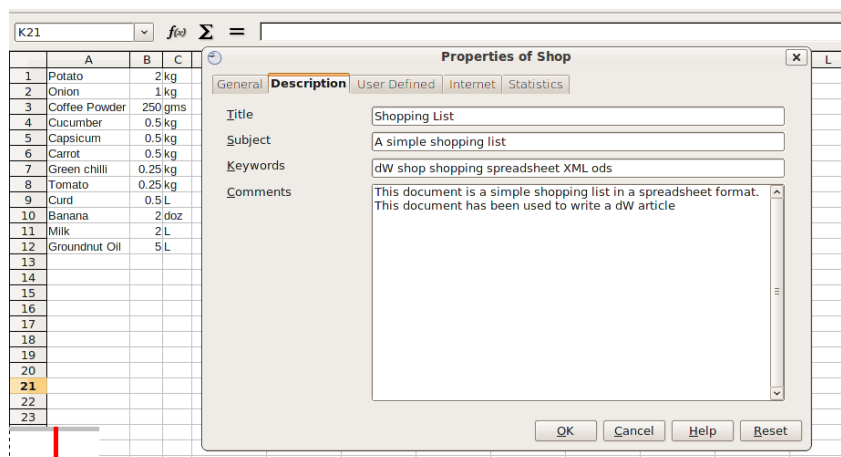 K21
f(x) Σ =
A B C L
1 Potato 2 kg
2 Onion 1 kg
3 Coffee Powder 250 gms
4 Cucumber 0.5 kg
5 Capsicum 0.5 kg
6 Carrot 0.5 kg
7 Green chilli 0.25 kg
8 Tomato 0.25 kg
9 Curd 0.5 L
10 Banana 2 doz
11 Milk 2 L
12 Groundnut Oil 5 L
13
14
15
16
17
18
19
20
21
22
23
Properties of Shop
General Description User Defined Internet Statistics
Title Shopping List
Subject A simple shopping list
Keywords dW shop shopping spreadsheet XML ods
Comments This document is a simple shopping list in a spreadsheet format.
This document has been used to write a dW article
OK Cancel Help Reset